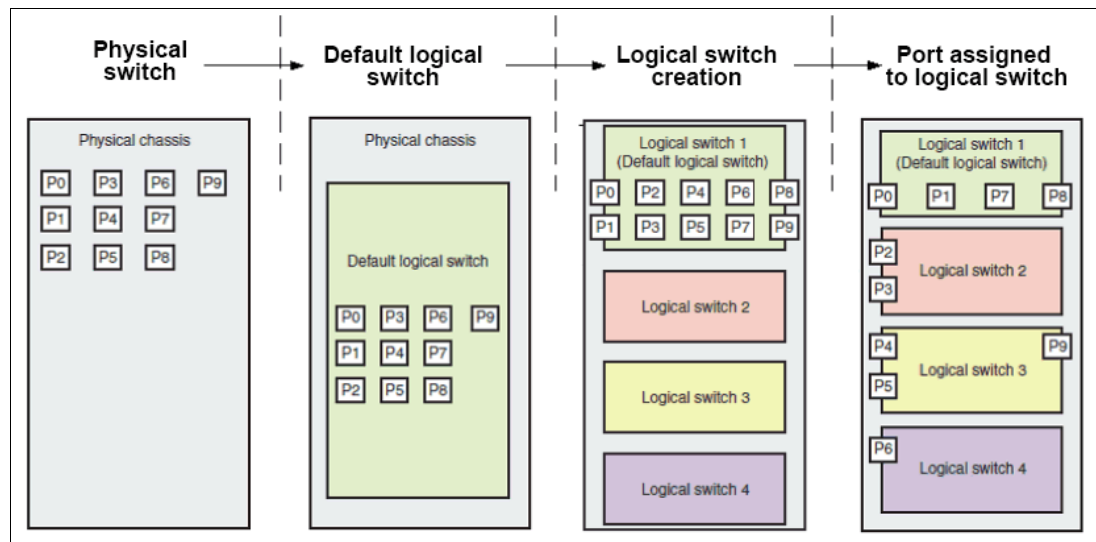 Physical
switch
Default logical
switch
Logical switch
creation
Port assigned
to logical switch
Physical chassis
P0 P3 P6 P9
P1 P4 P7
P2 P5 P8
Physical chassis
Default logical switch
P0 P3 P6 P9
P1 P4 P7
P2 P5 P8
Logical switch 1
(Default logical switch)
P0 P2 P4 P6 P8
P1 P3 P5 P7 P9
Logical switch 2
Logical switch 3
Logical switch 4
Logical switch 1
(Default logical switch)
P0 P1 P7 P8
P2
Logical switch 2
P3
P4 P9
Logical switch 3
P5
P6
Logical switch 4